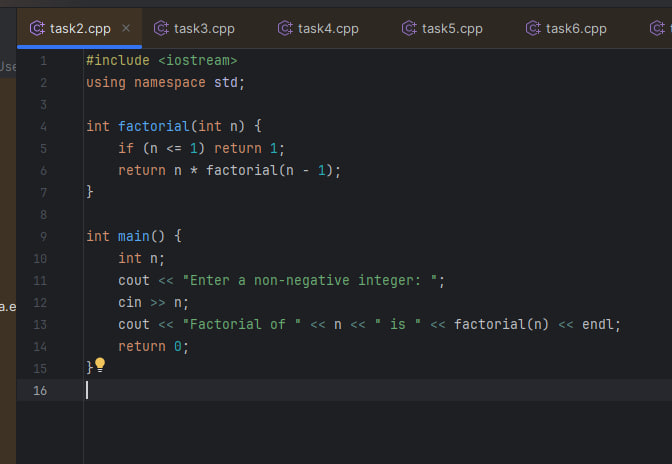 task2.cpp × task3.cpp task4.cpp task5.cpp task6.cpp
Use
1 #include <iostream>
2 using namespace std;
3
4 int factorial(int n) {
5     if (n <= 1) return 1;
6     return n * factorial(n - 1);
7 }
8
9 int main() {
10     int n;
11     cout << "Enter a non-negative integer: ";
12     cin >> n;
a.e
13     cout << "Factorial of " << n << " is " << factorial(n) << endl;
14     return 0;
15 }
16